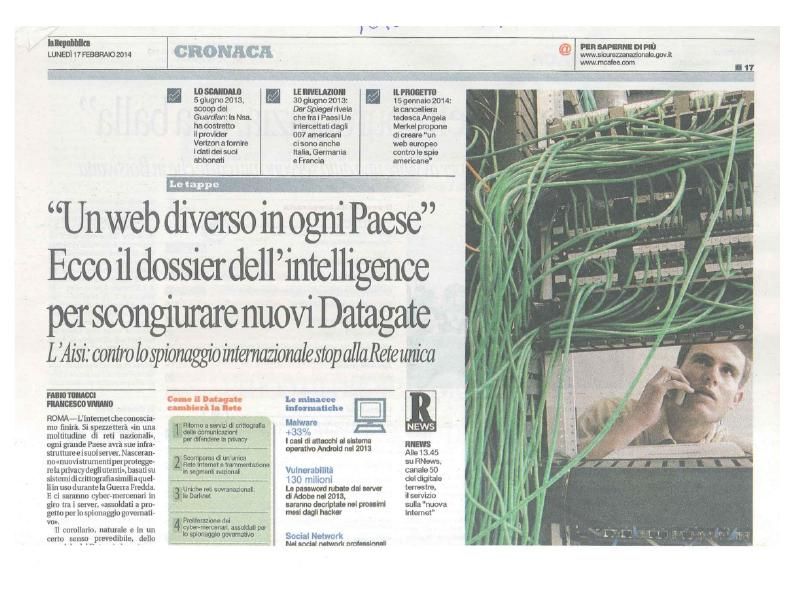 la Repubblica
LUNEDÌ 17 FEBBRAIO 2014
CRONACA
@
PER SAPERNE DI PIÙ
www.sicurezzanazionale.gov.it
www.mcafee.com
17
LO SCANDALO
5 giugno 2013,
scoop del
Guardian: la Nsa
ha costretto
il provider
Verizon a fornire
i dati dei suoi
abbonati
LE RIVELAZIONI
30 giugno 2013:
Der Spiegel rivela
che fra i Paesi Ue
intercettati dagli
007 americani
ci sono anche
Italia, Germania
e Francia
IL PROGETTO
15 gennaio 2014:
la cancelliera
tedesca Angela
Merkel propone
di creare "un
web europeo
contro le spie
americane"
Le tappe
“Un web diverso in ogni Paese”
Ecco il dossier dell’intelligence
per scongiurare nuovi Datagate
L’Aisi: contro lo spionaggio internazionale stop alla Rete unica
FABIO TONACCI
FRANCESCO VIVIANO
ROMA — L’Internet che conoscia-
mo finirà. Si spezzetterà «in una
moltitudine di reti nazionali»,
ogni grande Paese avrà sue infra-
strutture e i suoi server. Nasceran-
no «nuovi strumenti per protegge-
re la privacy degli utenti», basati su
sistemi di crittografia simili a quel-
li in uso durante la Guerra Fredda.
E ci saranno cyber-mercenari in
giro tra i server, «assoldati a pro-
getto per lo spionaggio governati-
vo».
Il corollario, naturale e in un
certo senso prevedibile, dello
Come il Datagate
cambierà la Rete
1 Ritorno a servizi di crittografia
delle comunicazioni
per difendere la privacy
2 Scomparsa di un'unica
Rete Internet e frammentazione
in segmenti nazionali
3 Uniche reti sovranazionali:
le Darknet
4 Proliferazione dei
cyber-mercenari, assoldati per
lo spionaggio governativo
Le minacce
informatiche
Malware
+33%
I casi di attacchi al sistema
operativo Android nel 2013
Vulnerabilità
130 milioni
Le password rubate dai server
di Adobe nel 2013,
saranno decriptate nei prossimi
mesi dagli hacker
Social Network
Nei social network professionali
R
NEWS
RNEWS
Alle 13.45
su RNews,
canale 50
del digitale
terrestre,
il servizio
sulla "nuova
Internet"